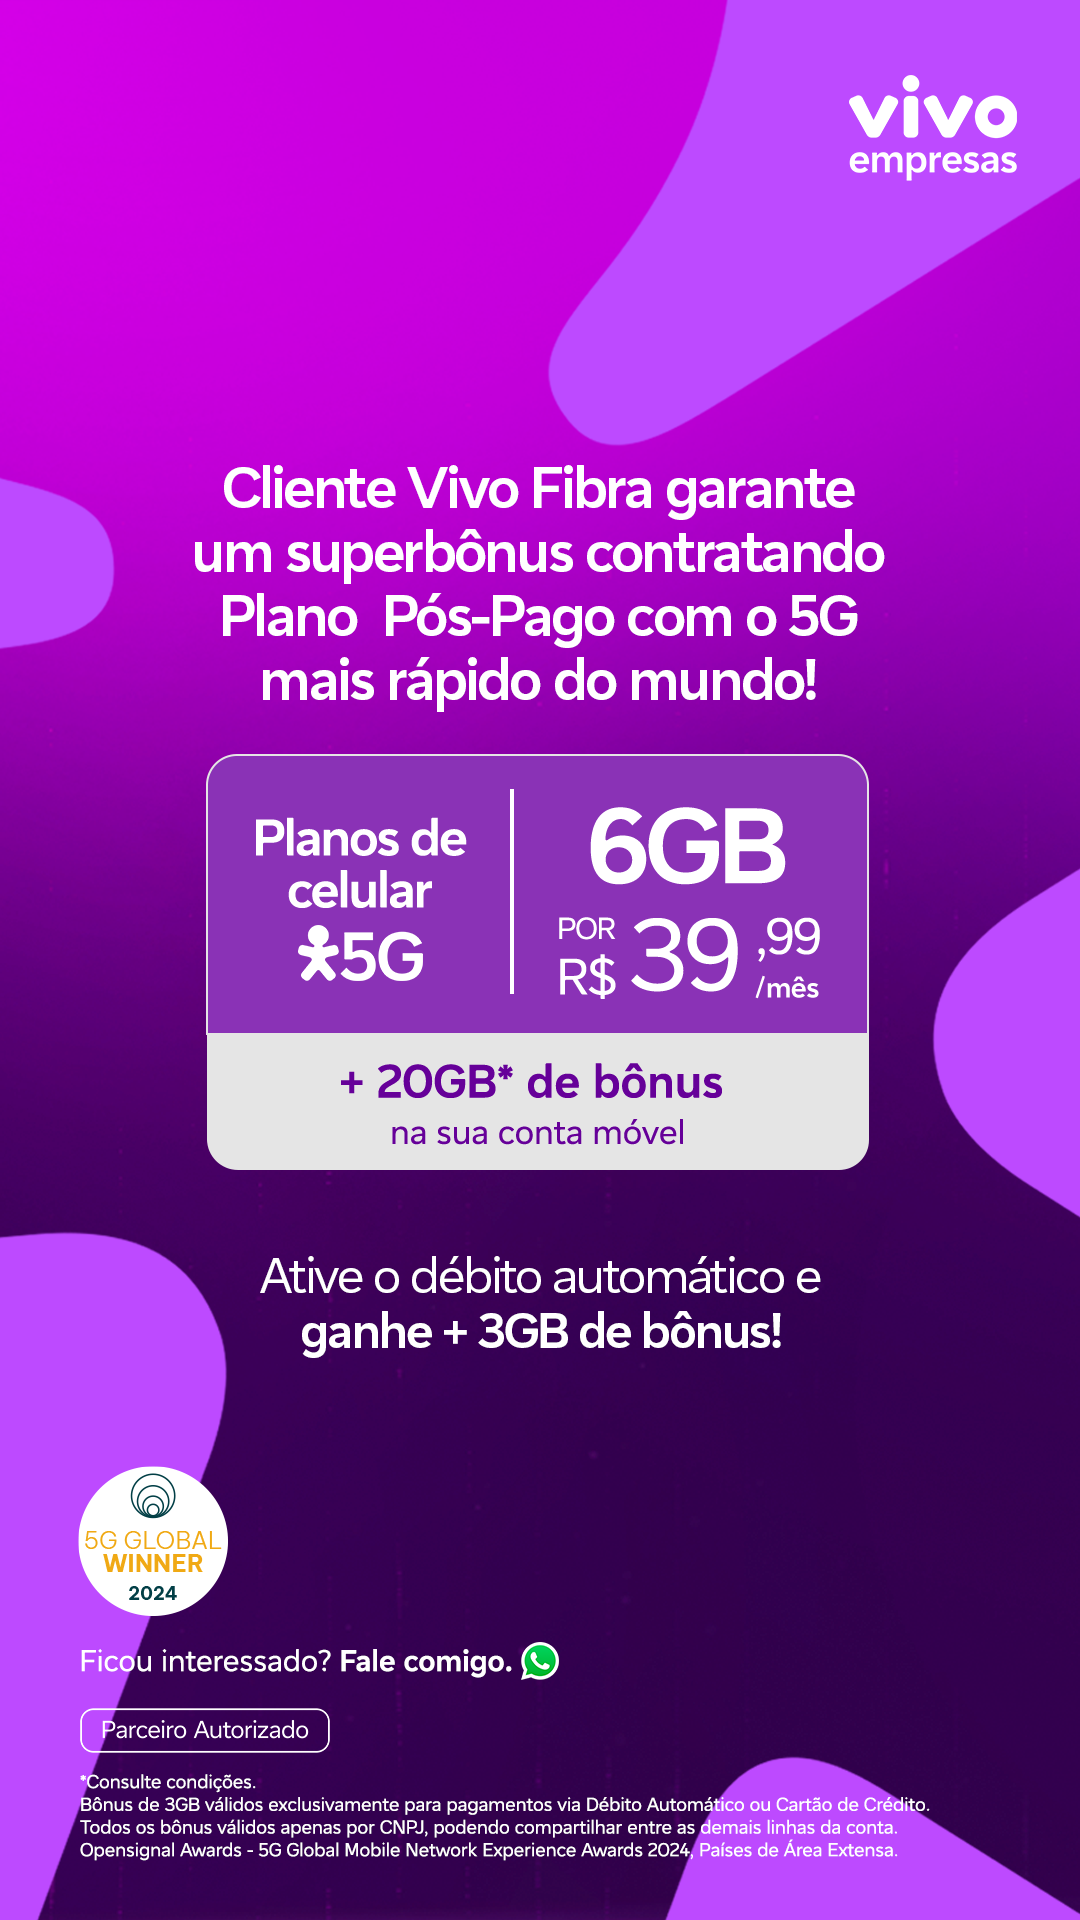 vivo
empresas
Cliente Vivo Fibra garante
um superbônus contratando
Plano Pós-Pago com o 5G
mais rápido do mundo!
Planos de
celular
5G
6GB
POR
R$ 39,99
/mês
+ 20GB* de bônus
na sua conta móvel
Ative o débito automático e
ganhe + 3GB de bônus!
5G GLOBAL
WINNER
2024
Ficou interessado? Fale comigo.
Parceiro Autorizado
*Consulte condições.
Bônus de 3GB válidos exclusivamente para pagamentos via Débito Automático ou Cartão de Crédito.
Todos os bônus válidos apenas por CNPJ, podendo compartilhar entre as demais linhas da conta.
Opensignal Awards - 5G Global Mobile Network Experience Awards 2024, Países de Área Extensa.